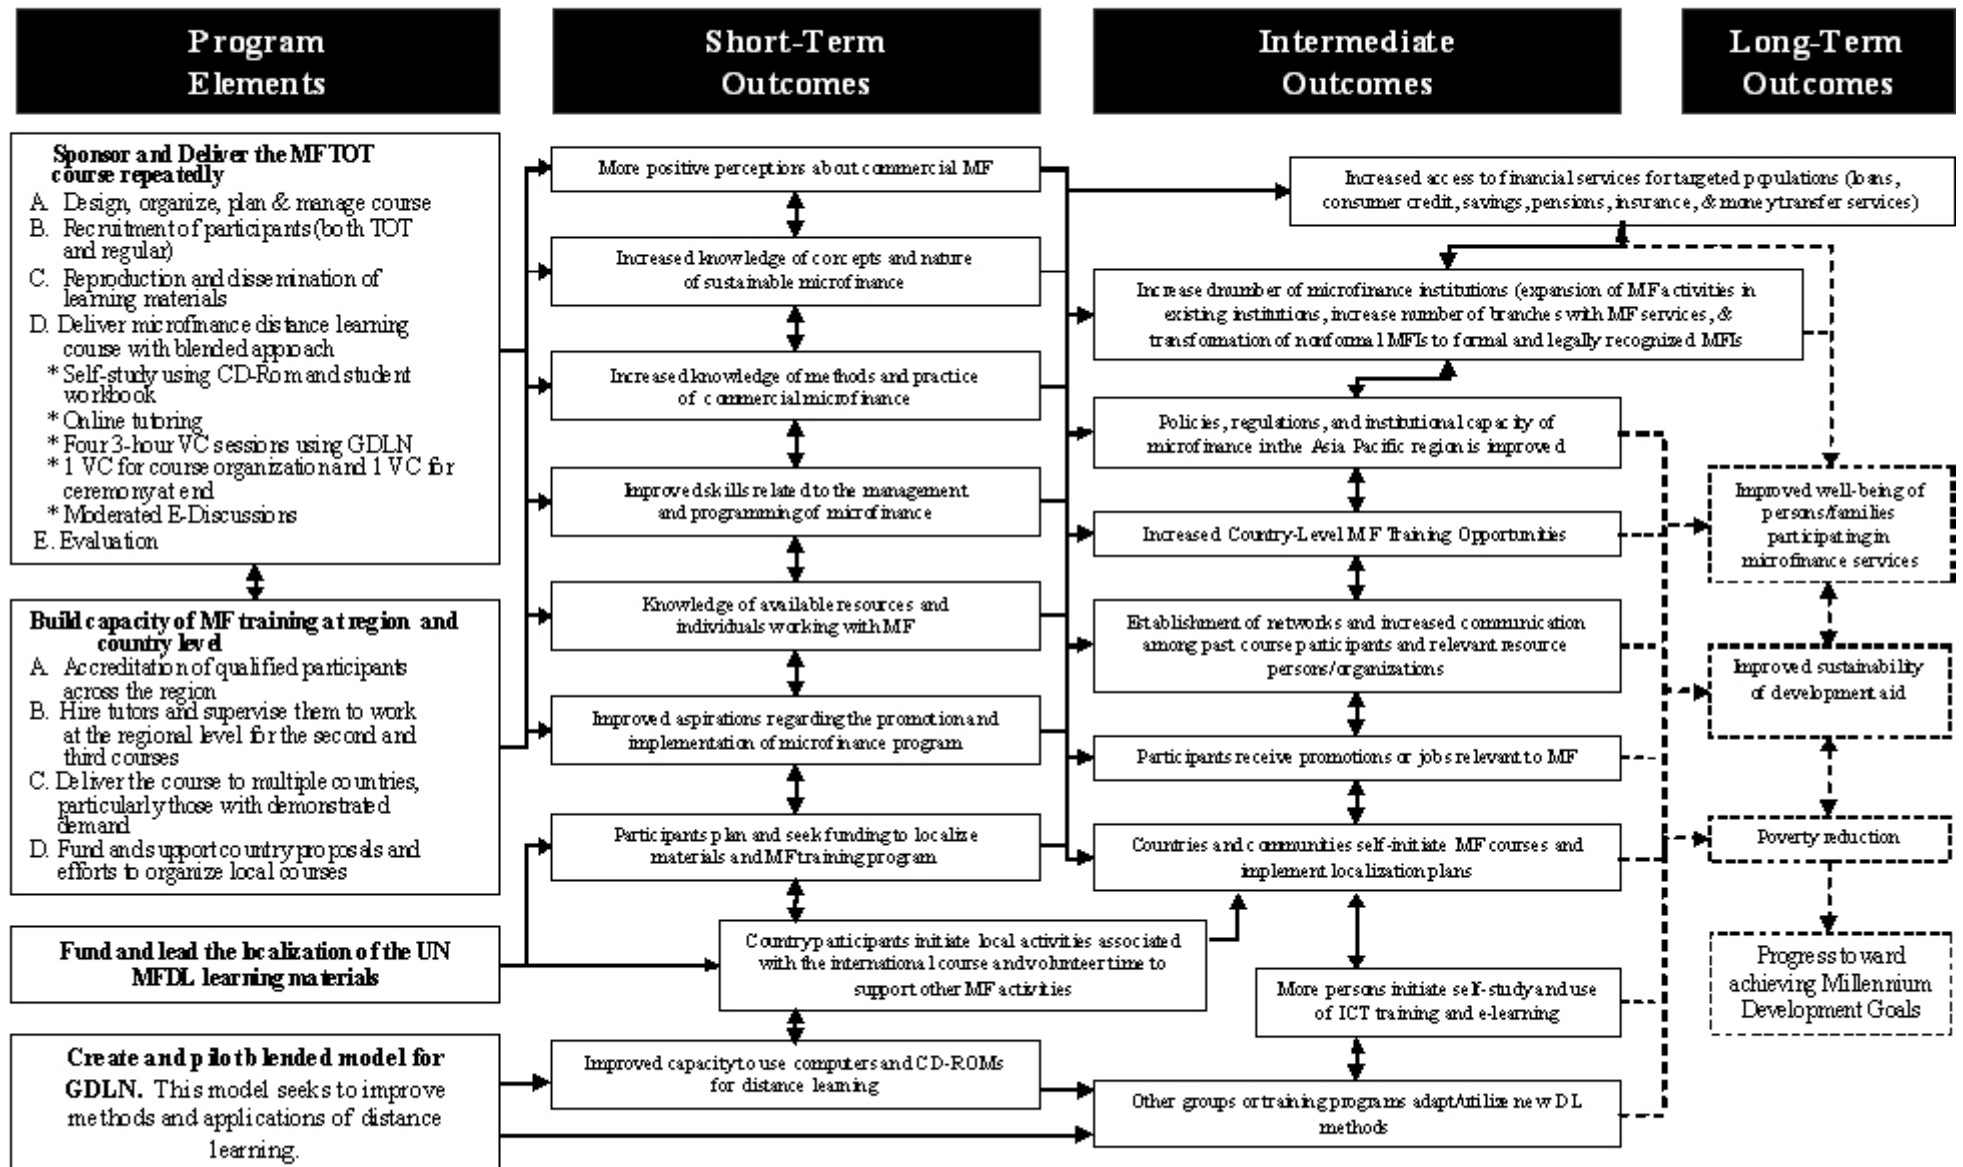 Program
Elements
Short-Term
Outcomes
Intermediate
Outcomes
Long-Term
Outcomes
Sponsor and Deliver the MFTOT
course repeatedly
A. Design, organize, plan & manage course
B. Recruitment of participants (both TOT
and regular)
C. Reproduction and dissemination of
learning materials
D. Deliver microfinance distance learning
course with blended approach
* Self-study using CD-Rom and student
workbook
* Online tutoring
* Four 3-hour VC sessions using GDLN
* 1 VC for course organization and 1 VC for
ceremony at end
* Moderated E-Discussions
E. Evaluation
Build capacity of MF training at region and
country level
A. Accreditation of qualified participants
across the region
B. Hire tutors and supervise them to work
at the regional level for the second and
third courses
C. Deliver the course to multiple countries,
particularly those with demonstrated
demand
D. Fund and support country proposals and
efforts to organize local courses
Fund and lead the localization of the UN
MFDL learning materials
Create and pilot blended model for
GDLN. This model seeks to improve
methods and applications of distance
learning.
More positive perceptions about commercial MF
Increased knowledge of concepts and nature
of sustainable microfinance
Increased knowledge of methods and practice
of commercial microfinance
Improved skills related to the management
and programming of microfinance
Knowledge of available resources and
individuals working with MF
Improved aspirations regarding the promotion and
implementation of microfinance program
Participants plan and seek funding to localize
materials and MF training program
Country participants initiate local activities associated
with the international course and volunteer time to
support other MF activities
Improved capacity to use computers and CD-ROMs
for distance learning
Increased access to financial services for targeted populations (loans,
consumer credit, savings, pensions, insurance, & money transfer services)
Increase dnumber of microfinance institutions (expansion of MF activities in
existing institutions, increase number of branches with MF services, &
transformation of nonformal MFIs to formal and legally recognized MFIs
Policies, regulations, and institutional capacity of
microfinance in the Asia Pacific region is improved
Increased Country-Level MF Training Opportunities
Establishment of networks and increased communication
among past course participants and relevant resource
persons/organizations
Participants receive promotions or jobs relevant to MF
Countries and communities self-initiate MF courses and
implement localization plans
More persons initiate self-study and use
of ICT training and e-learning
Other groups or training programs adapt/utilize new DL
methods
Improved well-being of
persons/families
participating in
microfinance services
Improved sustainability
of development aid
Poverty reduction
Progress toward
achieving Millennium
Development Goals